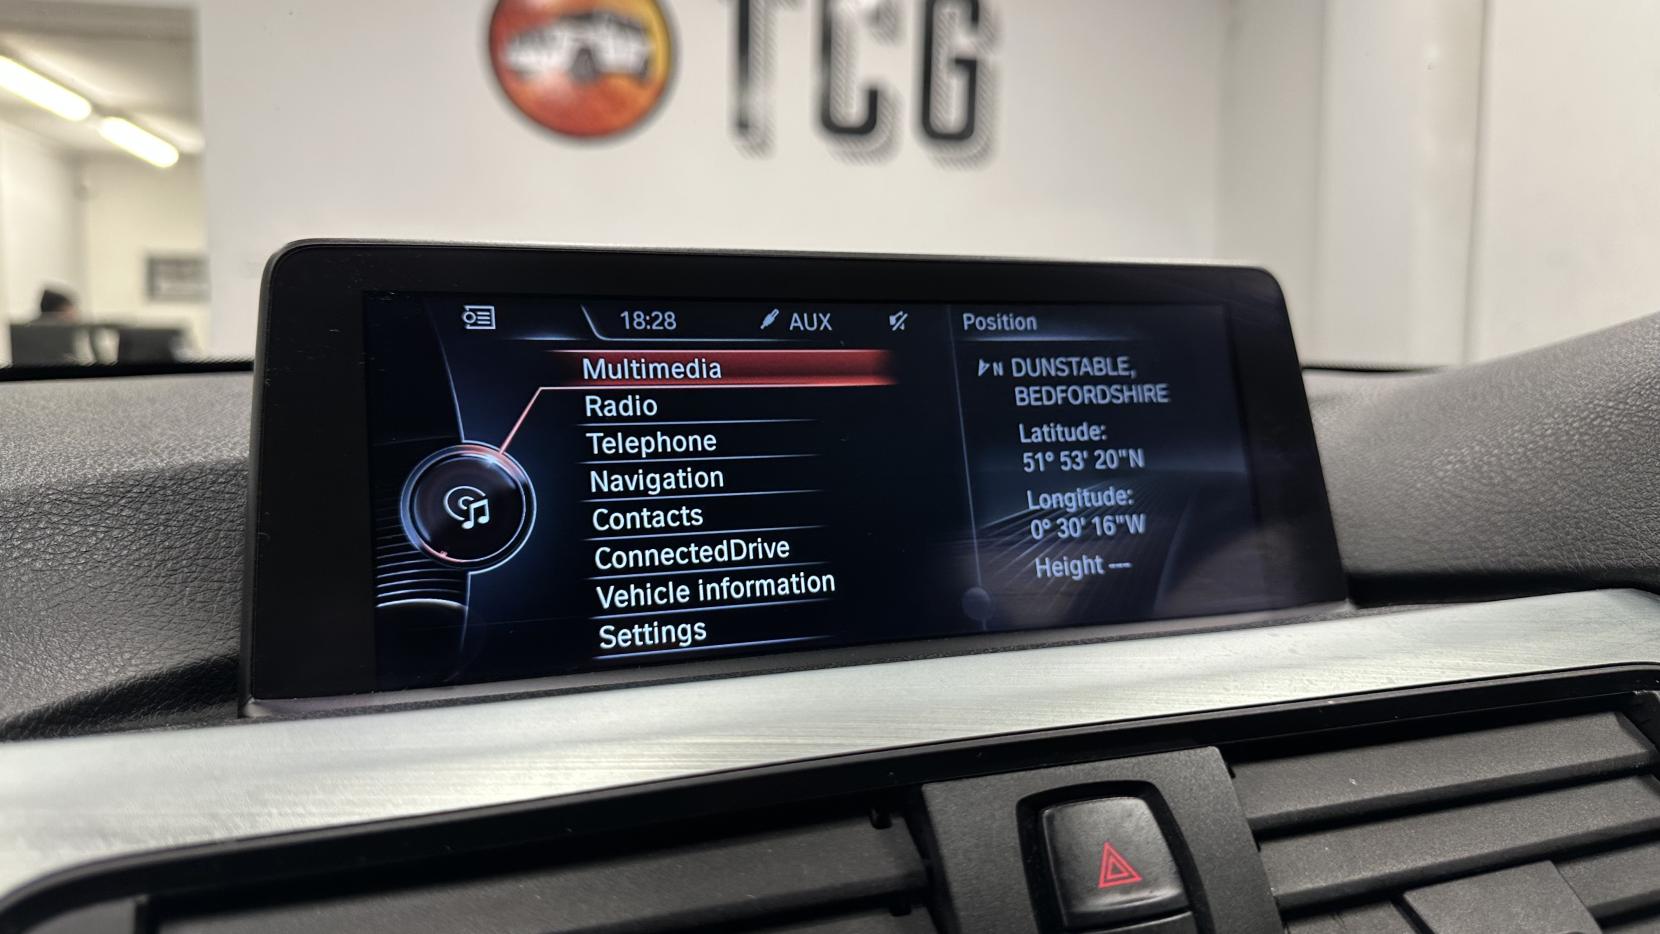 TCG
18:28
AUX
Position
Multimedia
Radio
Telephone
Navigation
Contacts
ConnectedDrive
Vehicle information
Settings
N DUNSTABLE,
BEDFORDSHIRE
Latitude:
51° 53' 20"N
Longitude:
0° 30' 16"W
Height ---